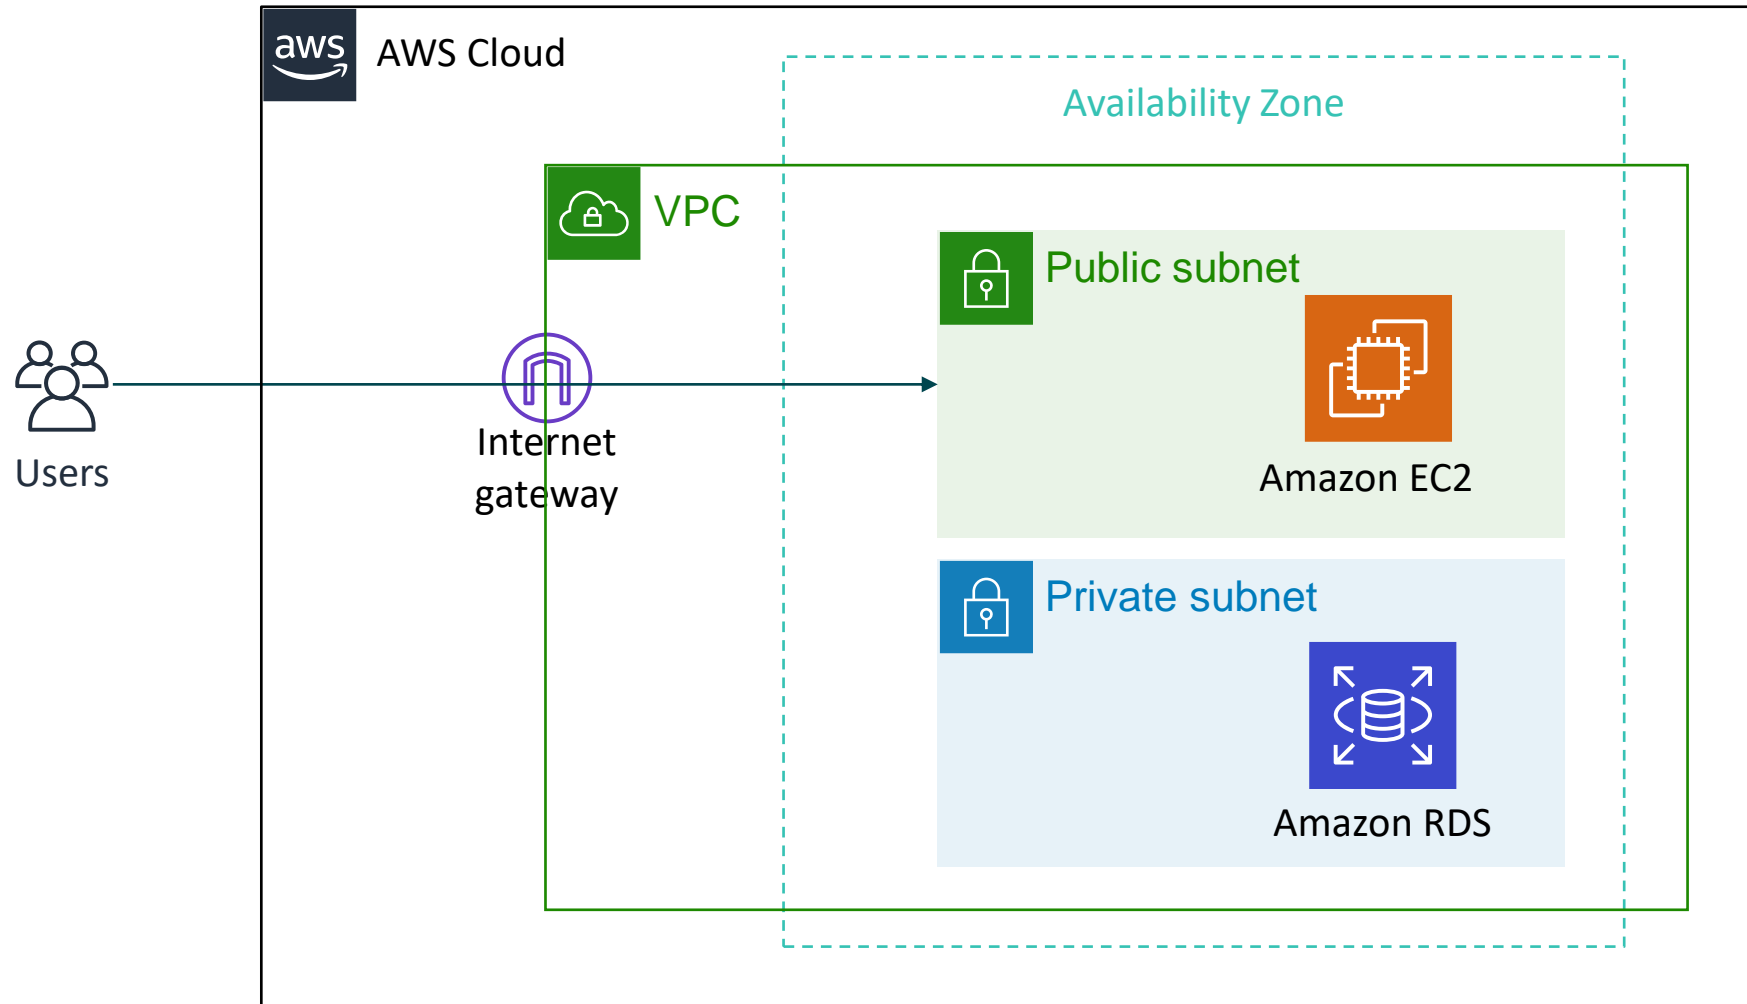 aws
AWS Cloud
Availability Zone
VPC
Public subnet
Internet
gateway
Users
Amazon EC2
Private subnet
Amazon RDS